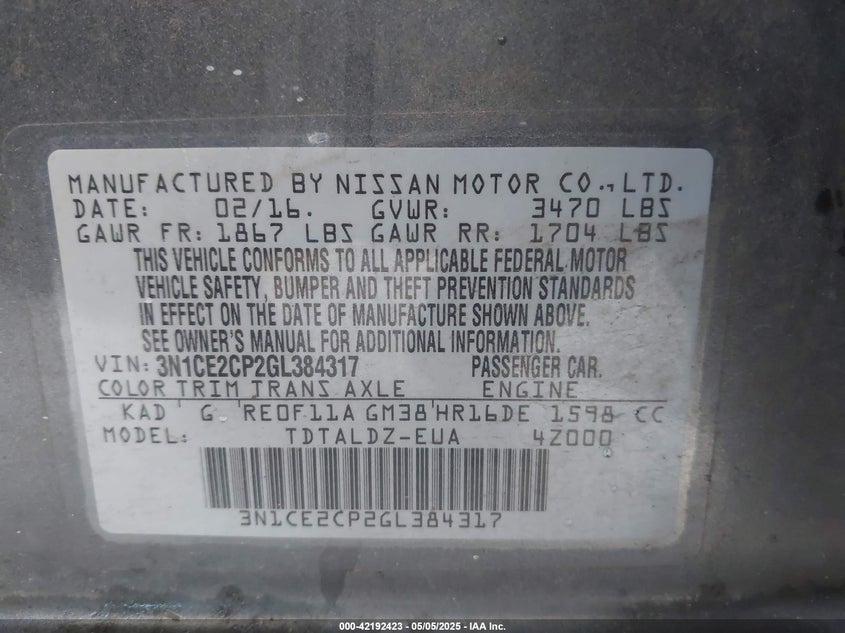 MANUFACTURED BY NISSAN MOTOR CO., LTD.
DATE: 02/16. GVWR: 3470 LBS
GAWR FR: 1867 LBS GAWR RR: 1704 LBS
THIS VEHICLE CONFORMS TO ALL APPLICABLE FEDERAL MOTOR
VEHICLE SAFETY, BUMPER AND THEFT PREVENTION STANDARDS
IN EFFECT ON THE DATE OF MANUFACTURE SHOWN ABOVE.
SEE OWNER'S MANUAL FOR ADDITIONAL INFORMATION.
VIN: 3N1CE2CP2GL384317 PASSENGER CAR.
COLOR TRIM TRANS AXLE ENGINE
KAD G RE0F11A GM38 HR16DE 1598 CC
MODEL: TDTALDZ-EUA 4Z000
3N1CE2CP2GL384317
000-42192423 - 05/05/2025 - IAA Inc.